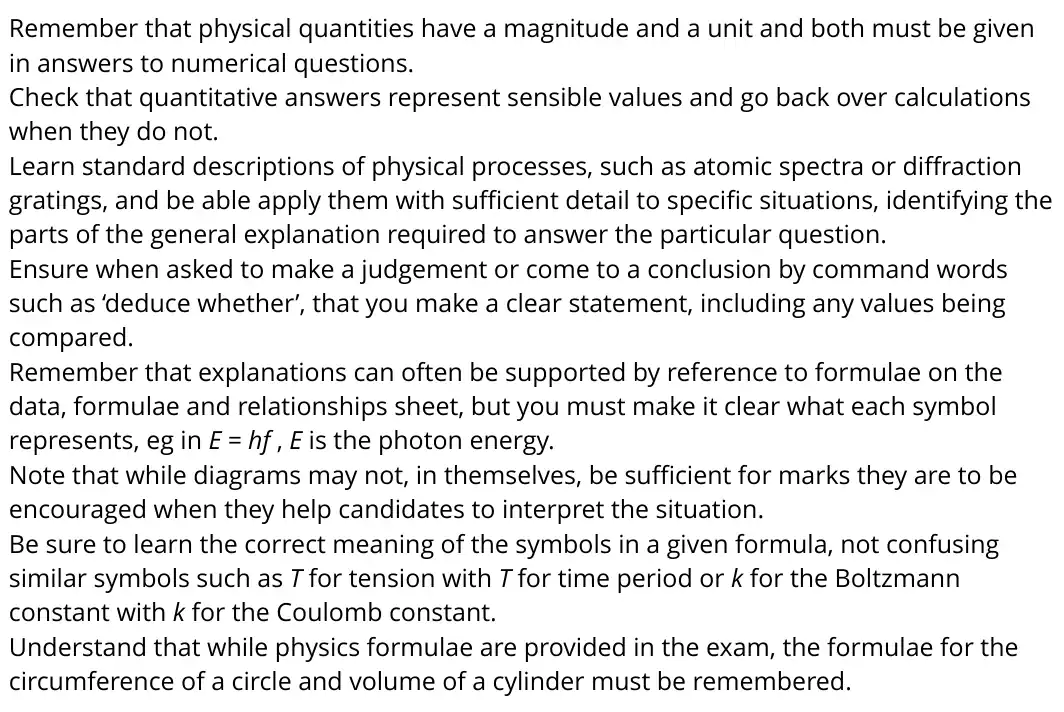 Remember that physical quantities have a magnitude and a unit and both must be given
in answers to numerical questions.
Check that quantitative answers represent sensible values and go back over calculations
when they do not.
Learn standard descriptions of physical processes, such as atomic spectra or diffraction
gratings, and be able apply them with sufficient detail to specific situations, identifying the
parts of the general explanation required to answer the particular question.
Ensure when asked to make a judgement or come to a conclusion by command words
such as ‘deduce whether’, that you make a clear statement, including any values being
compared.
Remember that explanations can often be supported by reference to formulae on the
data, formulae and relationships sheet, but you must make it clear what each symbol
represents, eg in E = hf , E is the photon energy.
Note that while diagrams may not, in themselves, be sufficient for marks they are to be
encouraged when they help candidates to interpret the situation.
Be sure to learn the correct meaning of the symbols in a given formula, not confusing
similar symbols such as T for tension with T for time period or k for the Boltzmann
constant with k for the Coulomb constant.
Understand that while physics formulae are provided in the exam, the formulae for the
circumference of a circle and volume of a cylinder must be remembered.